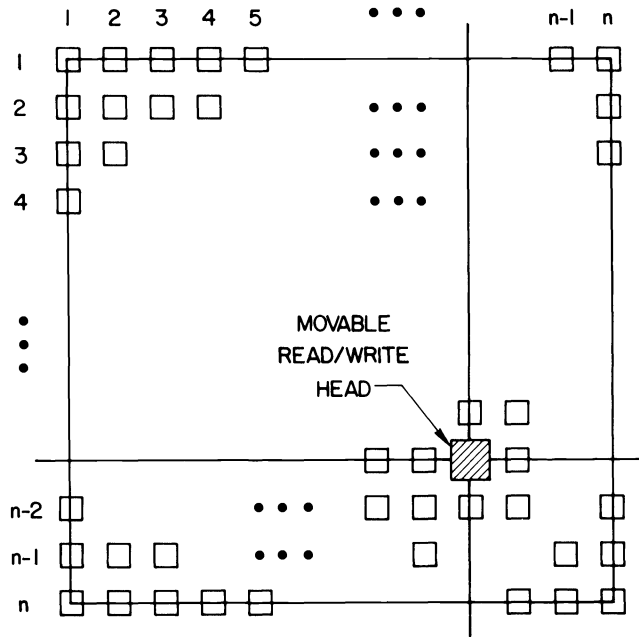 1 2 3 4 5 ••• n-1 n
1
2 •••
3 •••
4 •••
•
•
•
MOVABLE
READ/WRITE
HEAD
n-2 •••
n-1 •••
n